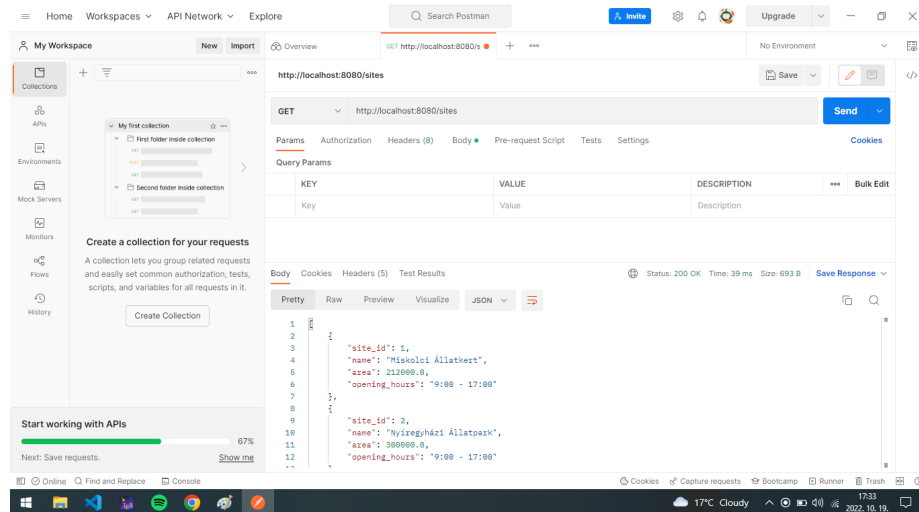 Home Workspaces API Network Explore Search Postman Invite Upgrade
My Workspace New Import Overview GET http://localhost:8080/s No Environment
http://localhost:8080/sites Save
Collections
APIs
Environments
Mock Servers
Monitors
Flows
History
My first collection
First folder inside collection
GET
POST
GET
Second folder inside collection
GET
GET
Create a collection for your requests
A collection lets you group related requests
and easily set common authorization, tests,
scripts, and variables for all requests in it.
Create Collection
Start working with APIs
67%
Next: Save requests. Show me
GET http://localhost:8080/sites Send
Params Authorization Headers (8) Body Pre-request Script Tests Settings Cookies
Query Params
KEY VALUE DESCRIPTION Bulk Edit
Key Value Description
Body Cookies Headers (5) Test Results Status: 200 OK Time: 39 ms Size: 693 B Save Response
Pretty Raw Preview Visualize JSON
1 [
2 {
3 "site_id": 1,
4 "name": "Miskolci Állatkert",
5 "area": 212000.0,
6 "opening_hours": "9:00 - 17:00"
7 },
8 {
9 "site_id": 2,
10 "name": "Nyíregyházi Állatpark",
11 "area": 300000.0,
12 "opening_hours": "9:00 - 17:00"
Online Find and Replace Console Cookies Capture requests Bootcamp Runner Trash
17°C Cloudy 17:33
2022. 10. 19.